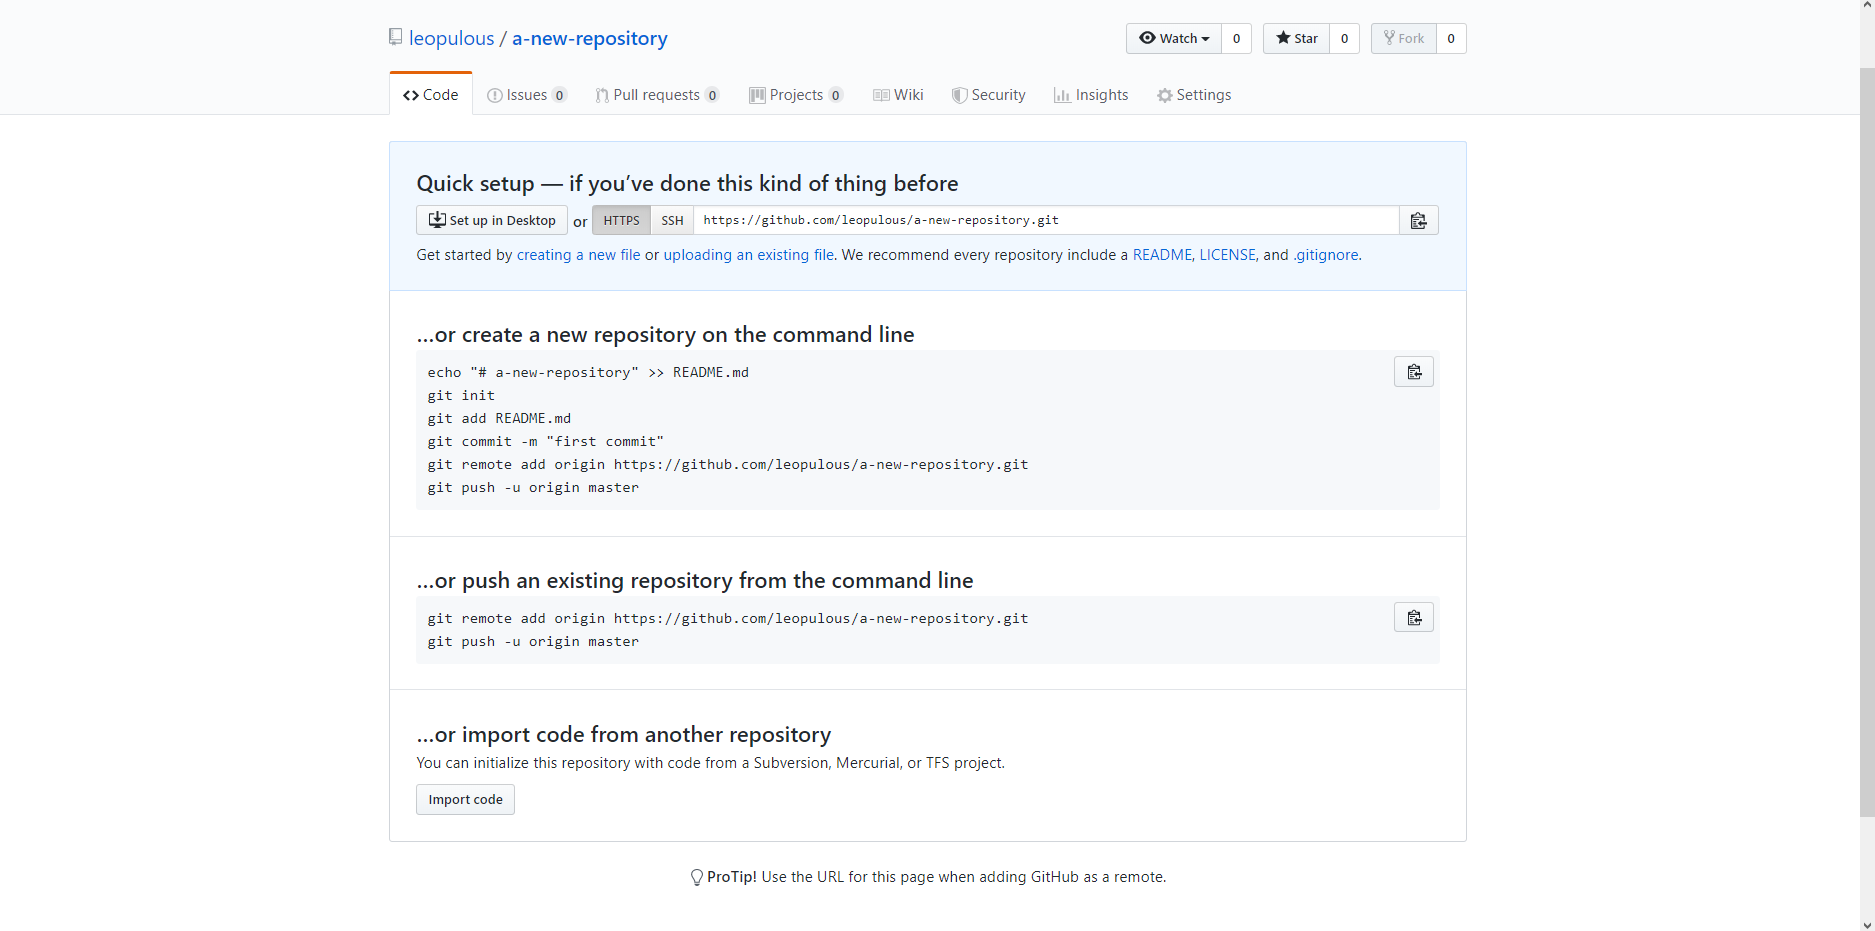 leopulous / a-new-repository
Watch 0 Star 0 Fork 0
Code Issues 0 Pull requests 0 Projects 0 Wiki Security Insights Settings
Quick setup — if you’ve done this kind of thing before
Set up in Desktop or HTTPS SSH https://github.com/leopulous/a-new-repository.git
Get started by creating a new file or uploading an existing file. We recommend every repository include a README, LICENSE, and .gitignore.
…or create a new repository on the command line
echo "# a-new-repository" >> README.md
git init
git add README.md
git commit -m "first commit"
git remote add origin https://github.com/leopulous/a-new-repository.git
git push -u origin master
…or push an existing repository from the command line
git remote add origin https://github.com/leopulous/a-new-repository.git
git push -u origin master
…or import code from another repository
You can initialize this repository with code from a Subversion, Mercurial, or TFS project.
Import code
ProTip! Use the URL for this page when adding GitHub as a remote.